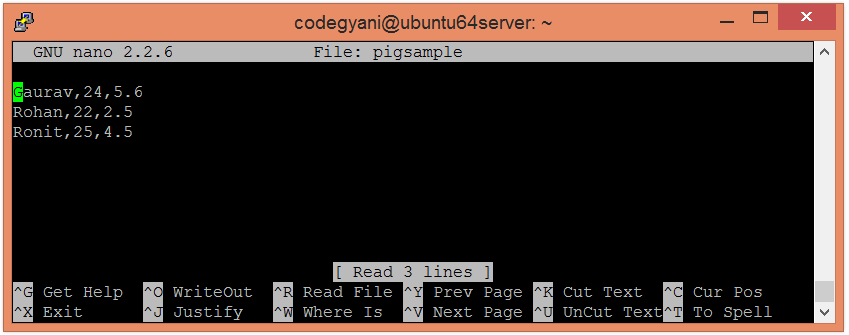 codegyani@ubuntu64server: ~
GNU nano 2.2.6 File: pigsample
Gaurav,24,5.6
Rohan,22,2.5
Ronit,25,4.5
[ Read 3 lines ]
^G Get Help ^O WriteOut ^R Read File ^Y Prev Page ^K Cut Text ^C Cur Pos
^X Exit ^J Justify ^W Where Is ^V Next Page ^U UnCut Text^T To Spell